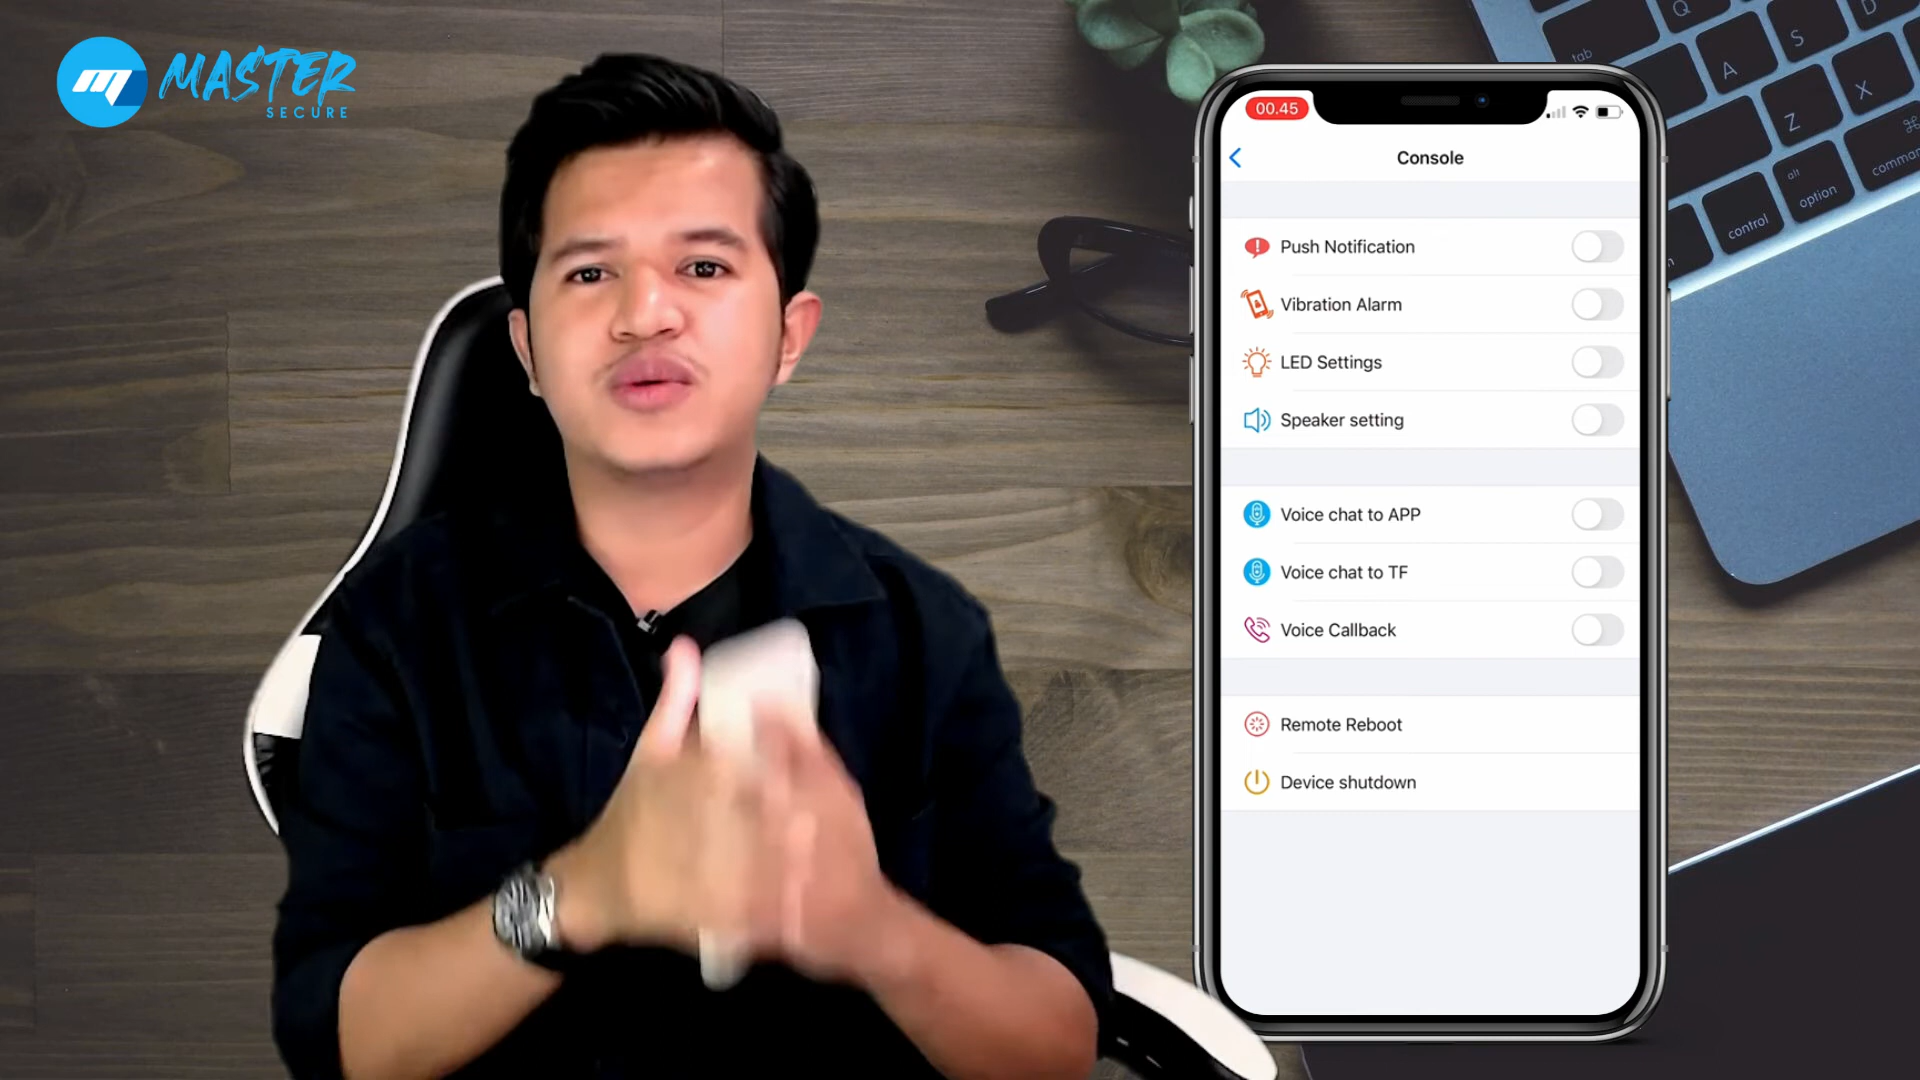 MASTER
SECURE
00.45
Console
Push Notification
Vibration Alarm
LED Settings
Speaker setting
Voice chat to APP
Voice chat to TF
Voice Callback
Remote Reboot
Device shutdown
tab
Q
A
S
D
Z
X
⌘
control
alt
option
comman